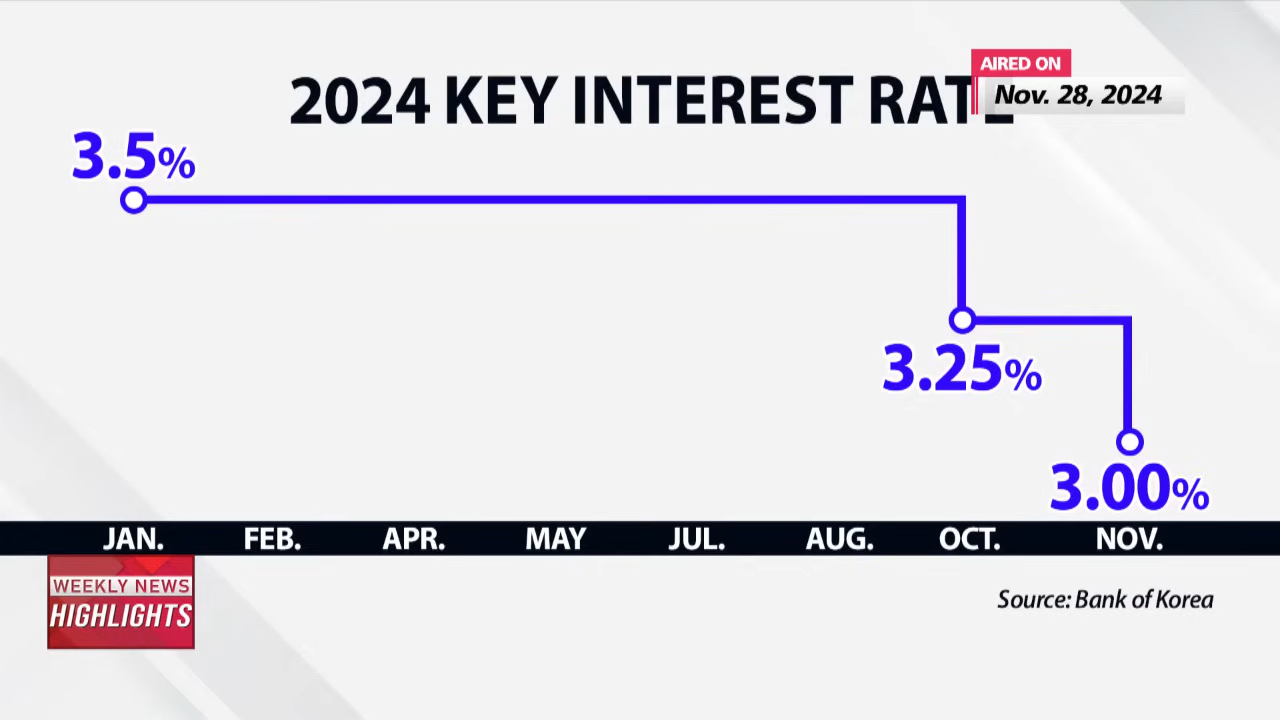 AIRED ON
Nov. 28, 2024
2024 KEY INTEREST RATE
3.5%
3.25%
3.00%
JAN. FEB. APR. MAY JUL. AUG. OCT. NOV.
WEEKLY NEWS
HIGHLIGHTS
Source: Bank of Korea